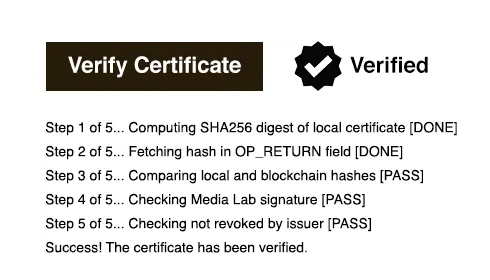 Verify Certificate
Verified
Step 1 of 5... Computing SHA256 digest of local certificate [DONE]
Step 2 of 5... Fetching hash in OP_RETURN field [DONE]
Step 3 of 5... Comparing local and blockchain hashes [PASS]
Step 4 of 5... Checking Media Lab signature [PASS]
Step 5 of 5... Checking not revoked by issuer [PASS]
Success! The certificate has been verified.